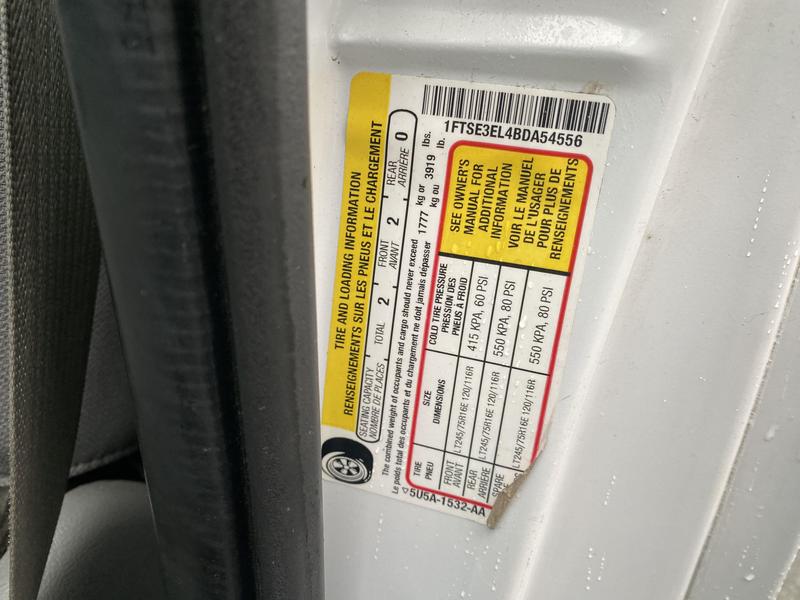 1FTSE3EL4BDA54556
TIRE AND LOADING INFORMATION
RENSEIGNEMENTS SUR LES PNEUS ET LE CHARGEMENT
SEATING CAPACITY
NOMBRE DE PLACES
TOTAL 2
FRONT
AVANT 2
REAR
ARRIÈRE 0
The combined weight of occupants and cargo should never exceed 1777 kg or 3919 lbs.
Le poids total des occupants et du chargement ne doit jamais dépasser kg ou lb.
TIRE SIZE COLD TIRE PRESSURE
PNEU DIMENSIONS PRESSION DES
PNEUS À FROID
FRONT
AVANT LT245/75R16E 120/116R 415 KPA, 60 PSI
REAR
ARRIÈRE LT245/75R16E 120/116R 550 KPA, 80 PSI
SPARE
LT245/75R16E 120/116R 550 KPA, 80 PSI
SEE OWNER'S
MANUAL FOR
ADDITIONAL
INFORMATION
VOIR LE MANUEL
DE L'USAGER
POUR PLUS DE
RENSEIGNEMENTS
5U5A-1532-AA